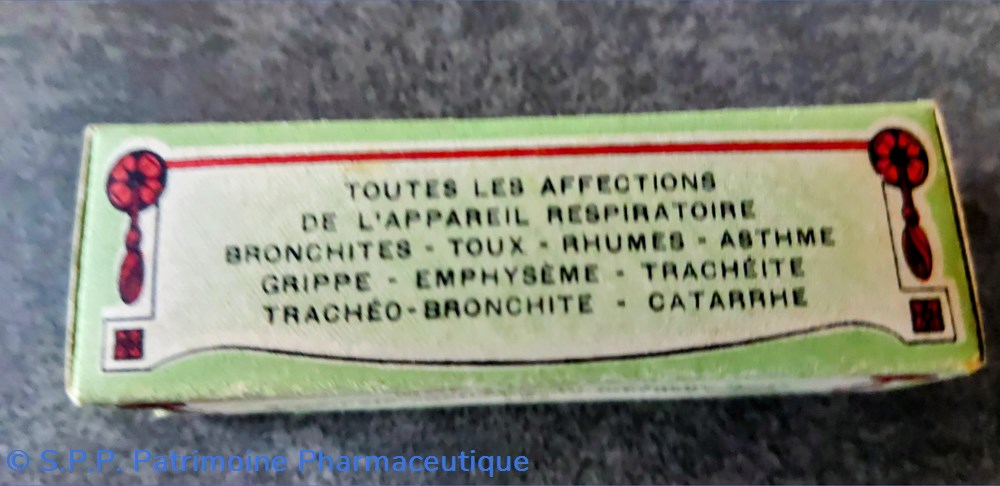 TOUTES LES AFFECTIONS
DE L'APPAREIL RESPIRATOIRE
BRONCHITES - TOUX - RHUMES - ASTHME
GRIPPE - EMPHYSÈME - TRACHÉITE
TRACHÉO-BRONCHITE - CATARRHE
© S.P.P. Patrimoine Pharmaceutique